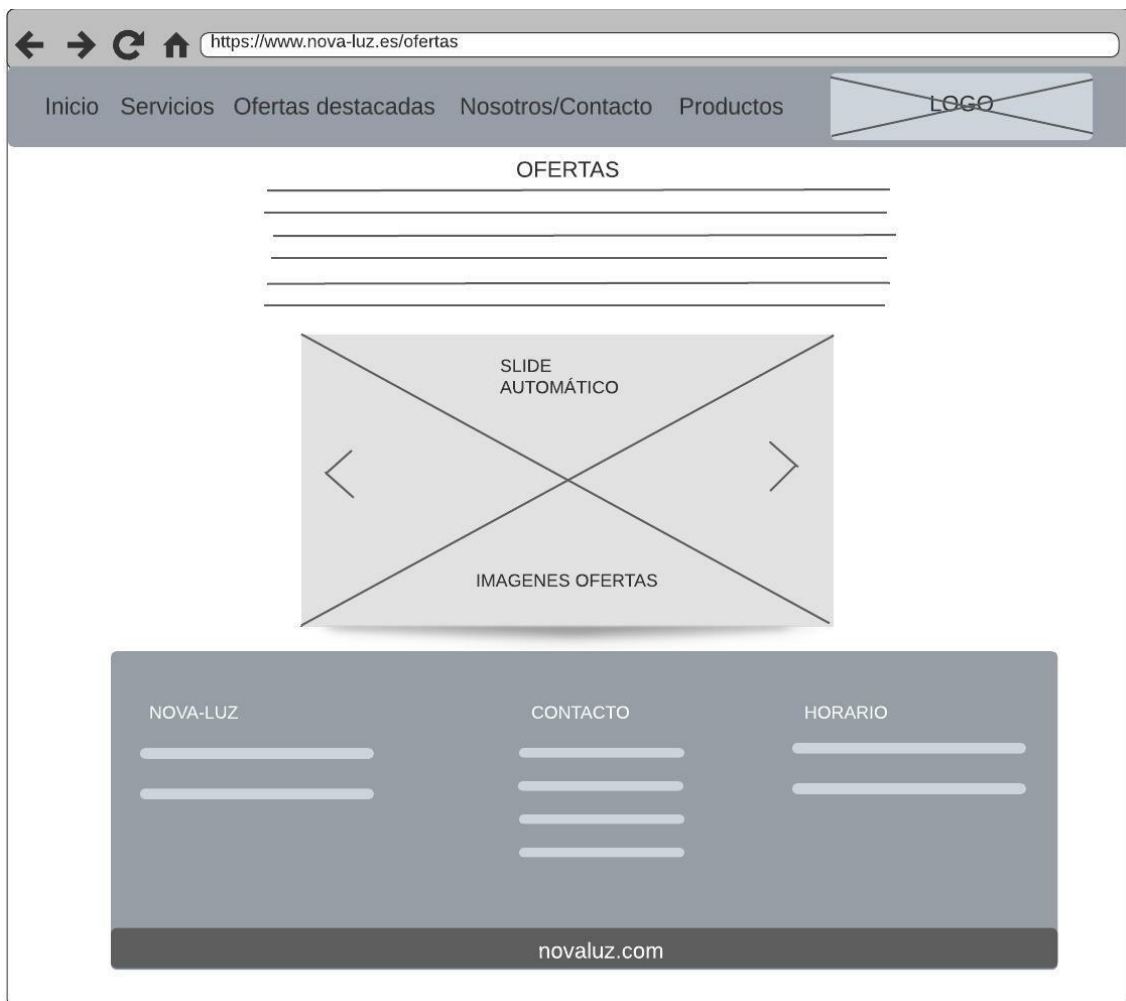 https://www.nova-luz.es/ofertas
Inicio Servicios Ofertas destacadas Nosotros/Contacto Productos LOGO
OFERTAS
SLIDE
AUTOMÁTICO
IMAGENES OFERTAS
NOVA-LUZ CONTACTO HORARIO
novaluz.com